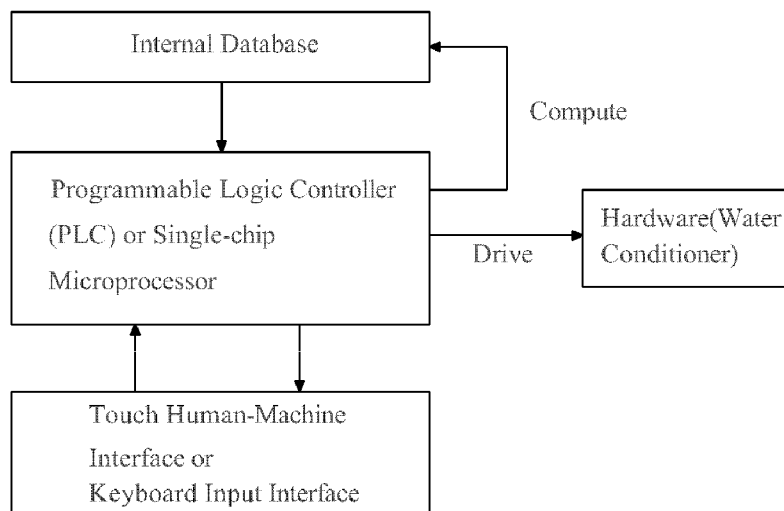 Internal Database
Compute
Programmable Logic Controller
(PLC) or Single-chip
Microprocessor
Drive
Hardware(Water
Conditioner)
Touch Human-Machine
Interface or
Keyboard Input Interface